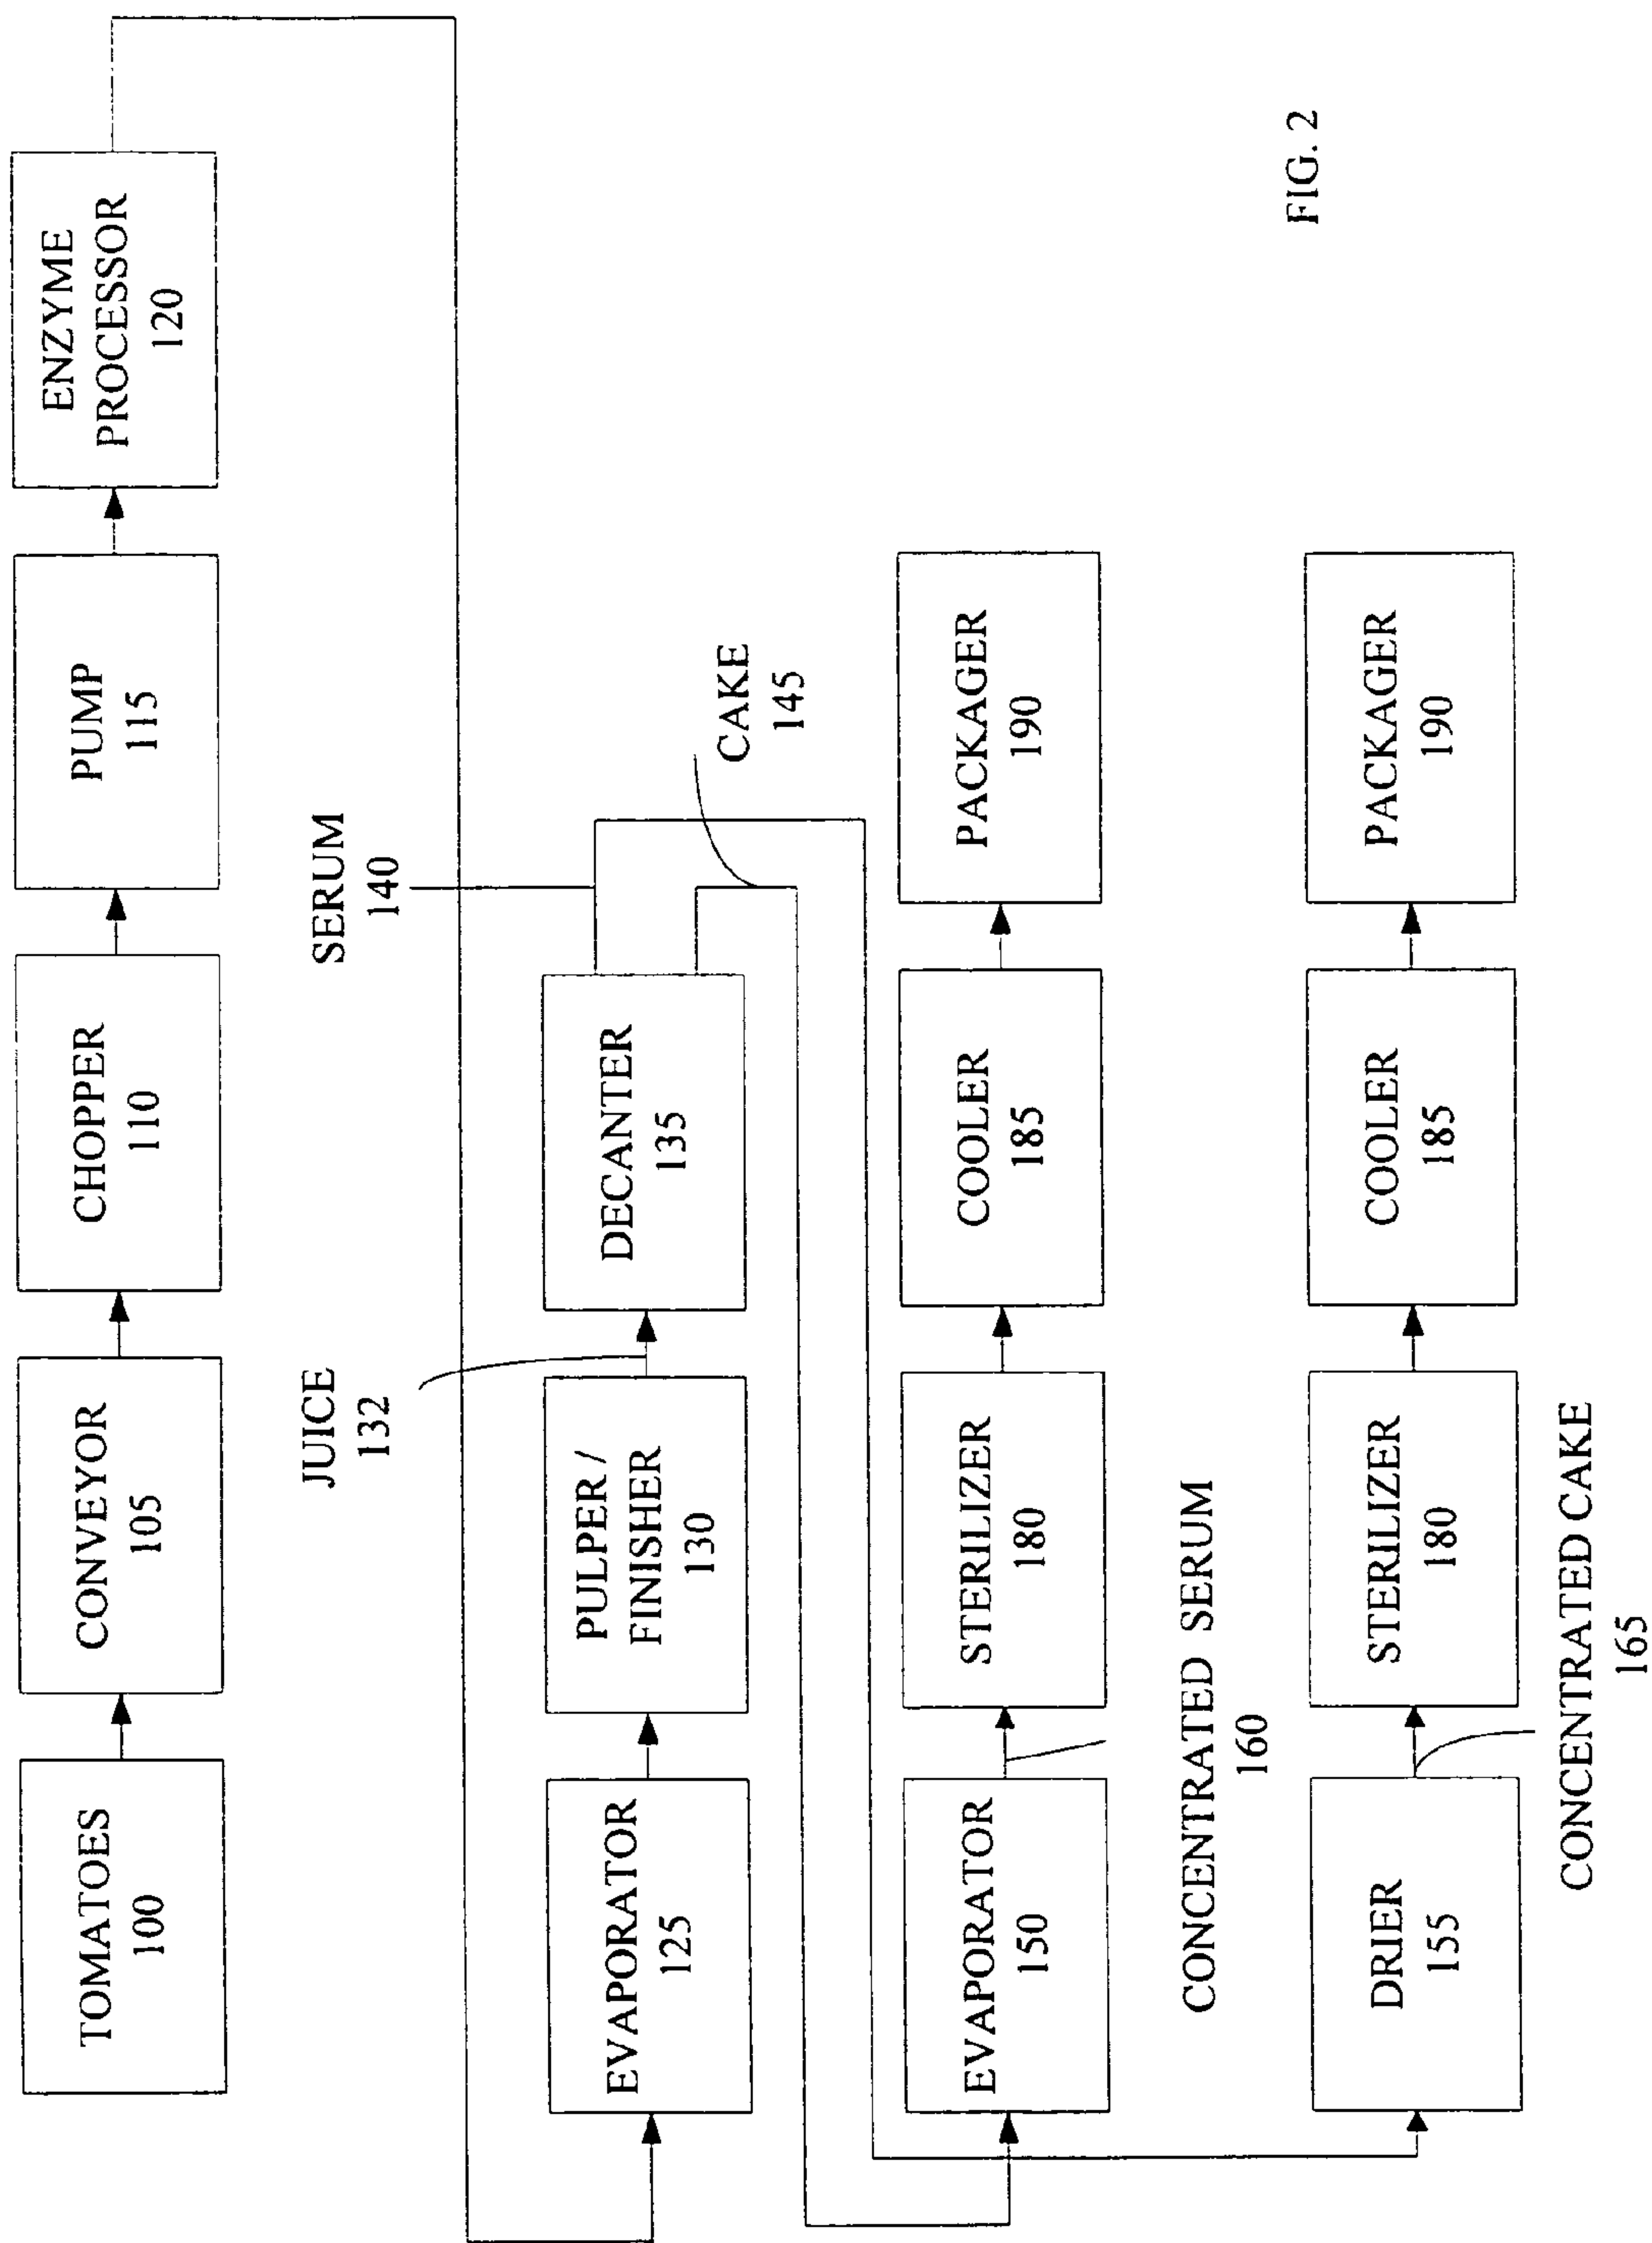 TOMATOES
100
CONVEYOR
105
CHOPPER
110
PUMP
115
ENZYME
PROCESSOR
120
JUICE
132
SERUM
140
EVAPORATOR
125
PULPER /
FINISHER
130
DECANTER
135
CAKE
145
EVAPORATOR
150
STERILIZER
180
COOLER
185
PACKAGER
190
CONCENTRATED SERUM
160
DRIER
155
STERILIZER
180
COOLER
185
PACKAGER
190
CONCENTRATED CAKE
165
FIG. 2